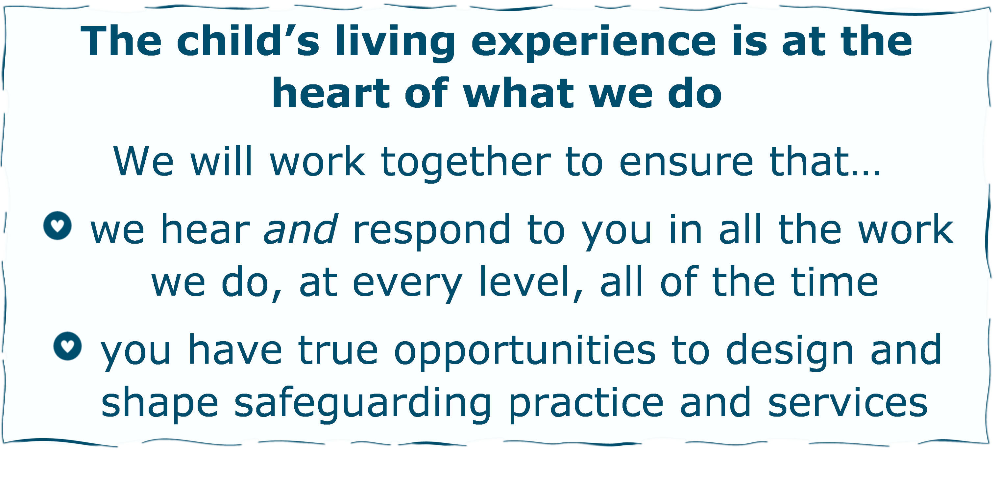 The child’s living experience is at the
heart of what we do
We will work together to ensure that…
we hear and respond to you in all the work
we do, at every level, all of the time
you have true opportunities to design and
shape safeguarding practice and services